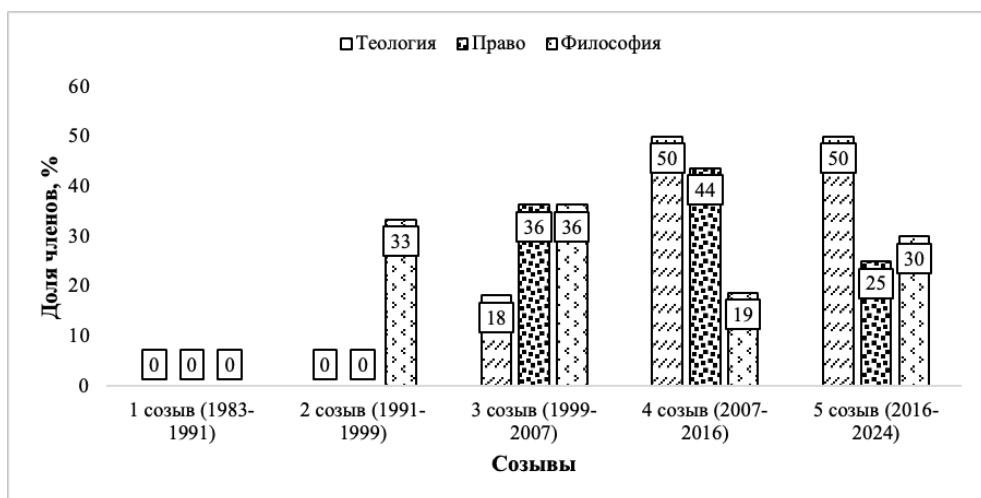 Теология Право Философия
60
50
40
30
20
10
0
Доля членов, %
0 0 0
0 0 33
18 36 36
50 44 19
50 25 30
1 созыв (1983-
1991)
2 созыв (1991-
1999)
3 созыв (1999-
2007)
4 созыв (2007-
2016)
5 созыв (2016-
2024)
Созывы